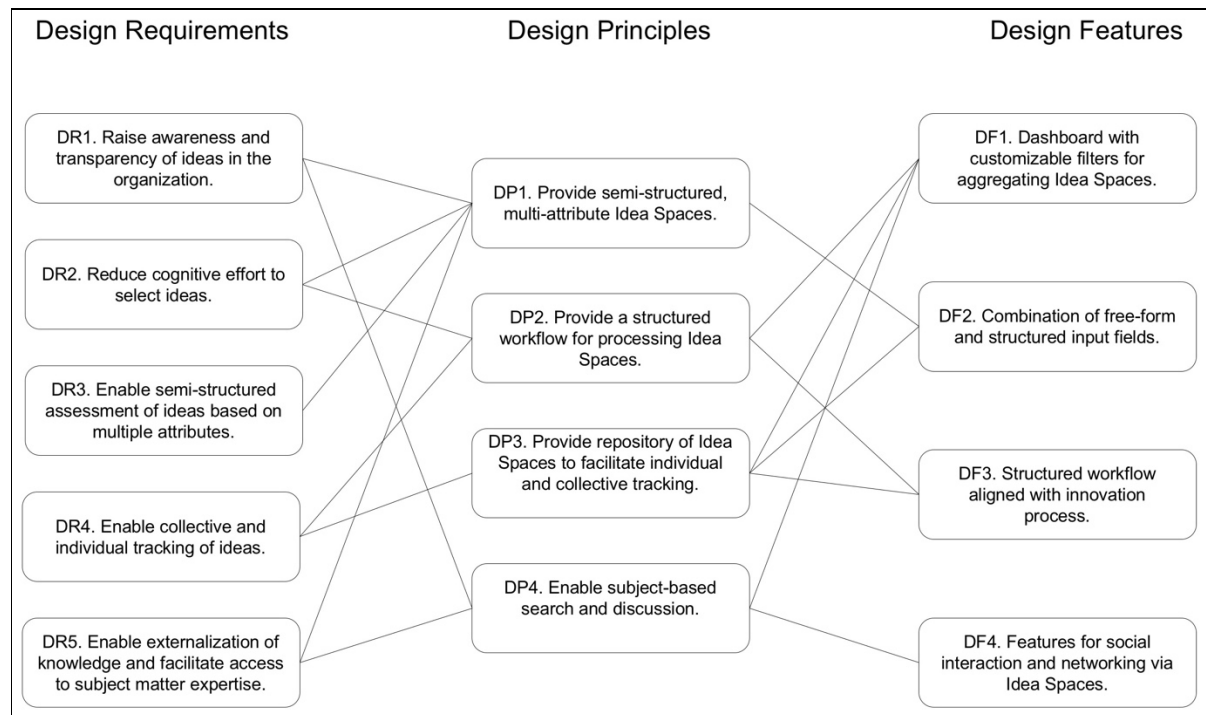 Design Requirements
Design Principles
Design Features
DR1. Raise awareness and
transparency of ideas in the
organization.
DR2. Reduce cognitive effort to
select ideas.
DR3. Enable semi-structured
assessment of ideas based on
multiple attributes.
DR4. Enable collective and
individual tracking of ideas.
DR5. Enable externalization of
knowledge and facilitate access
to subject matter expertise.
DP1. Provide semi-structured,
multi-attribute Idea Spaces.
DP2. Provide a structured
workflow for processing Idea
Spaces.
DP3. Provide repository of Idea
Spaces to facilitate individual
and collective tracking.
DP4. Enable subject-based
search and discussion.
DF1. Dashboard with
customizable filters for
aggregating Idea Spaces.
DF2. Combination of free-form
and structured input fields.
DF3. Structured workflow
aligned with innovation
process.
DF4. Features for social
interaction and networking via
Idea Spaces.